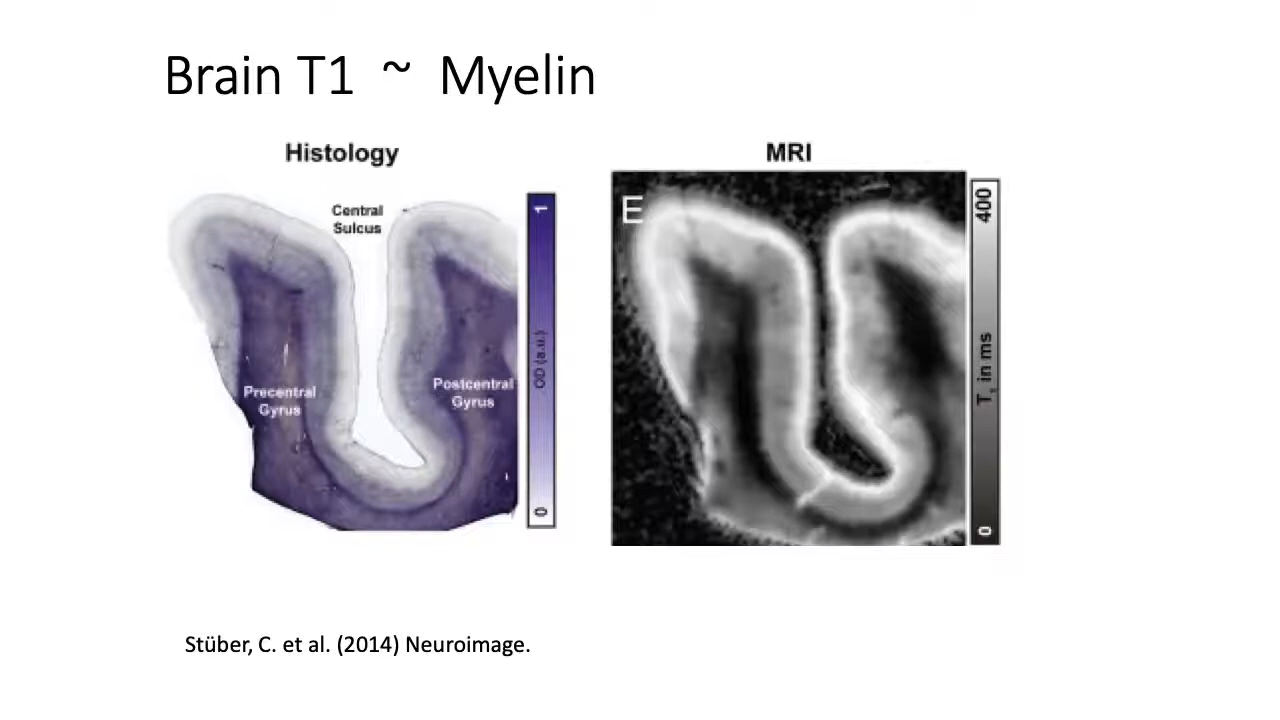 Brain T1 ~ Myelin
Histology
Central
Sulcus
Precentral
Gyrus
Postcentral
Gyrus
1
OD (a.u.)
0
MRI
E
400
T₁ in ms
0
Stüber, C. et al. (2014) Neuroimage.